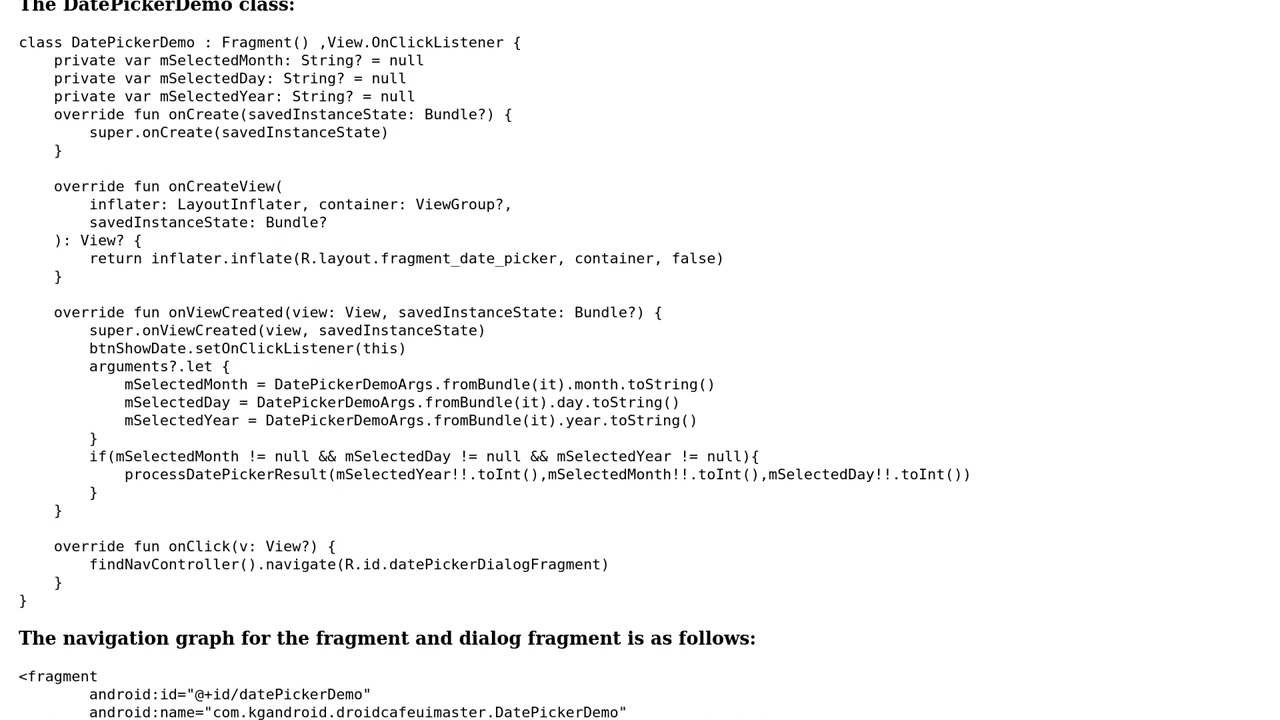 The DatePickerDemo class:
class DatePickerDemo : Fragment() ,View.OnClickListener {
    private var mSelectedMonth: String? = null
    private var mSelectedDay: String? = null
    private var mSelectedYear: String? = null
    override fun onCreate(savedInstanceState: Bundle?) {
        super.onCreate(savedInstanceState)
    }

    override fun onCreateView(
        inflater: LayoutInflater, container: ViewGroup?,
        savedInstanceState: Bundle?
    ): View? {
        return inflater.inflate(R.layout.fragment_date_picker, container, false)
    }

    override fun onViewCreated(view: View, savedInstanceState: Bundle?) {
        super.onViewCreated(view, savedInstanceState)
        btnShowDate.setOnClickListener(this)
        arguments?.let {
            mSelectedMonth = DatePickerDemoArgs.fromBundle(it).month.toString()
            mSelectedDay = DatePickerDemoArgs.fromBundle(it).day.toString()
            mSelectedYear = DatePickerDemoArgs.fromBundle(it).year.toString()
        }
        if(mSelectedMonth != null && mSelectedDay != null && mSelectedYear != null){
            processDatePickerResult(mSelectedYear!!.toInt(),mSelectedMonth!!.toInt(),mSelectedDay!!.toInt())
        }
    }

    override fun onClick(v: View?) {
        findNavController().navigate(R.id.datePickerDialogFragment)
    }
}
The navigation graph for the fragment and dialog fragment is as follows:
<fragment
        android:id="@+id/datePickerDemo"
        android:name="com.kgandroid.droidcafeuimaster.DatePickerDemo"